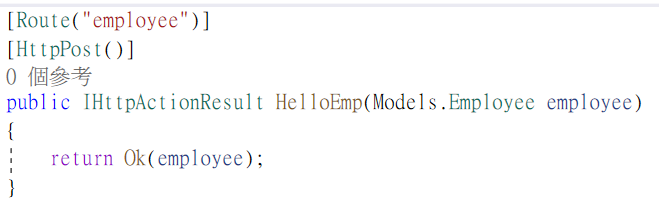 [Route("employee")]
[HttpPost()]
0 個參考
public IHttpActionResult HelloEmp(Models.Employee employee)
{
    return Ok(employee);
}